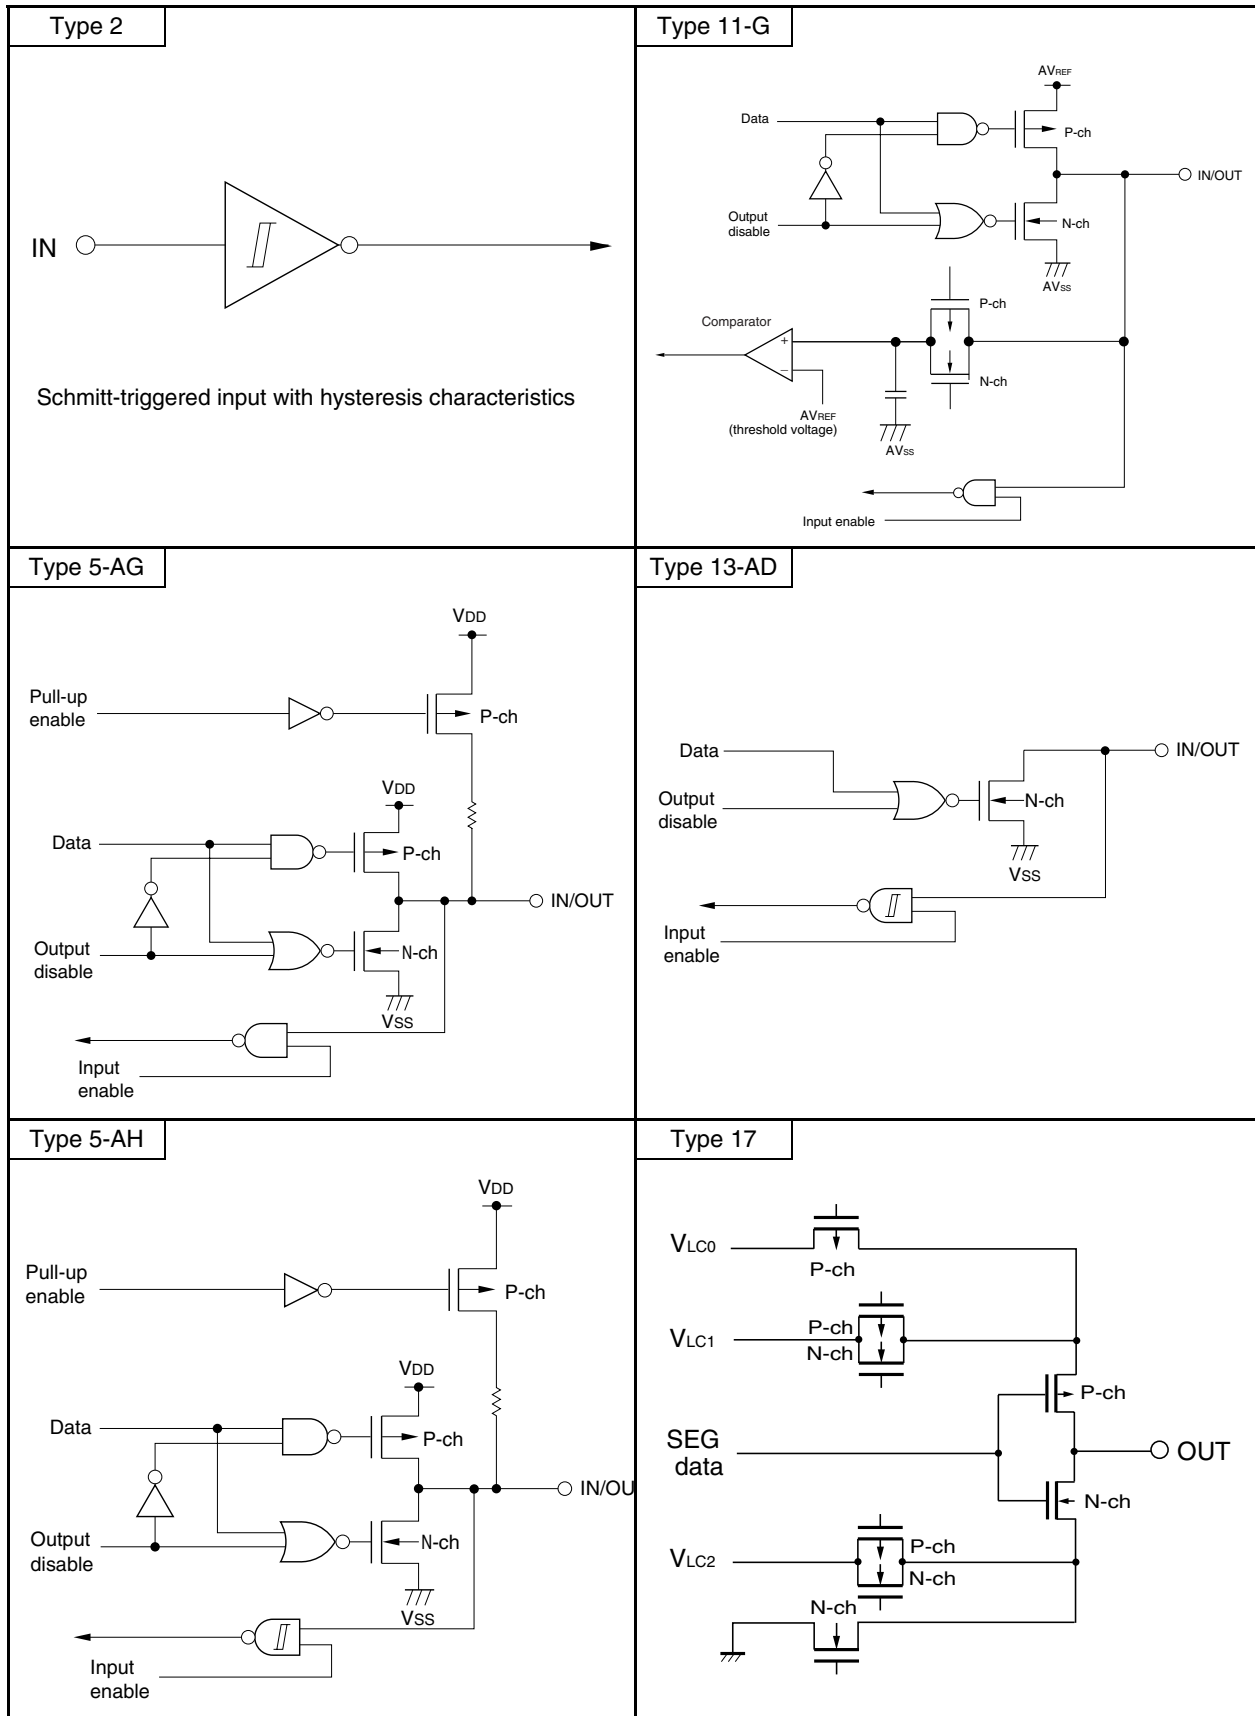 Type 2
IN
Schmitt-triggered input with hysteresis characteristics
Type 11-G
AVREF
Data
P-ch
IN/OUT
Output
disable
N-ch
AVSS
P-ch
Comparator
+
–
N-ch
AVREF
(threshold voltage)
AVSS
Input enable
Type 5-AG
VDD
Pull-up
enable
P-ch
VDD
Data
P-ch
IN/OUT
Output
disable
N-ch
VSS
Input
enable
Type 13-AD
Data
IN/OUT
Output
disable
N-ch
VSS
Input
enable
Type 5-AH
VDD
Pull-up
enable
P-ch
VDD
Data
P-ch
IN/OU
Output
disable
N-ch
VSS
Input
enable
Type 17
VLC0
P-ch
VLC1
P-ch
N-ch
P-ch
SEG
data
OUT
N-ch
VLC2
P-ch
N-ch
N-ch